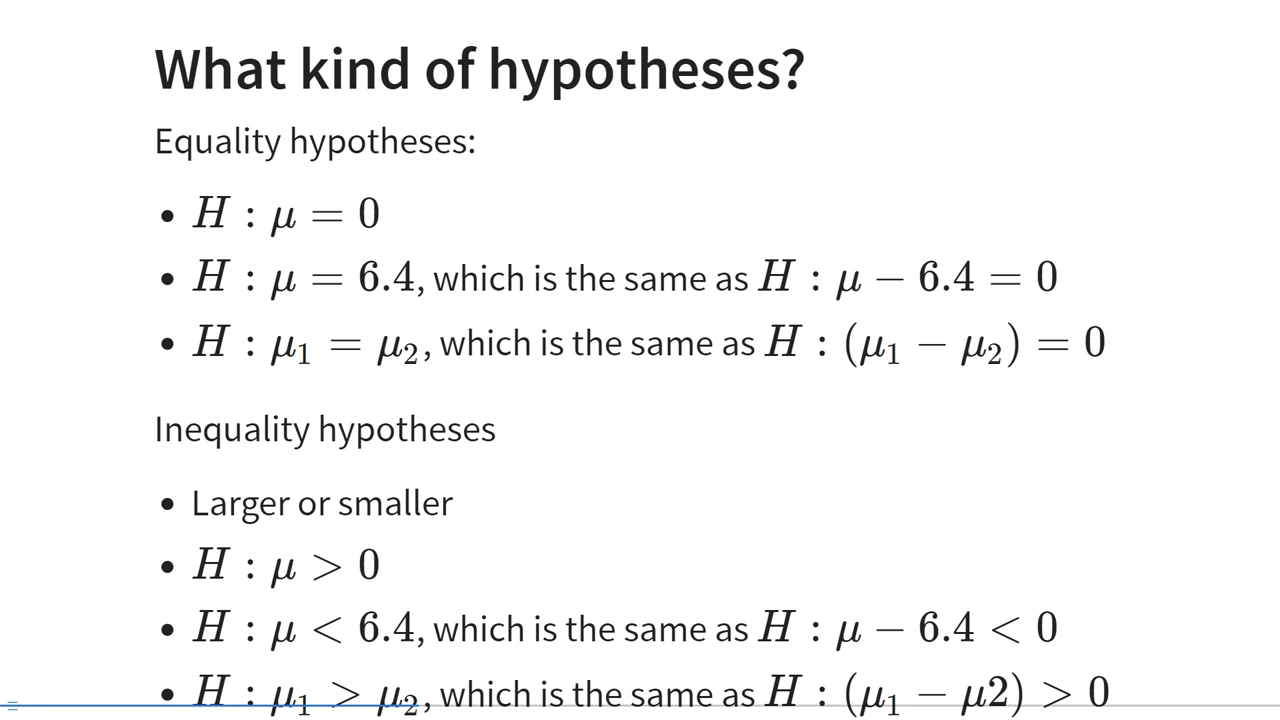 What kind of hypotheses?
Equality hypotheses:
• H : μ = 0
• H : μ = 6.4, which is the same as H : μ − 6.4 = 0
• H : μ₁ = μ₂, which is the same as H : (μ₁ − μ₂) = 0
Inequality hypotheses
• Larger or smaller
• H : μ > 0
• H : μ < 6.4, which is the same as H : μ − 6.4 < 0
• H : μ₁ > μ₂, which is the same as H : (μ₁ − μ2) > 0